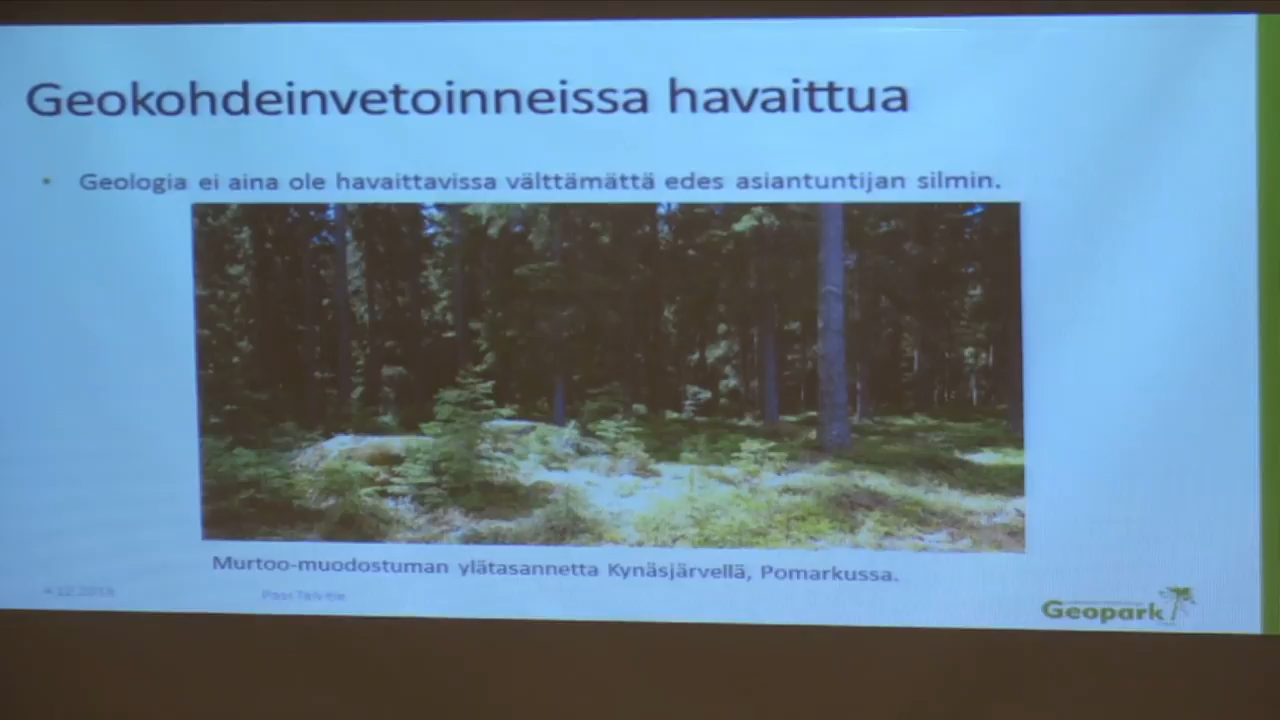 Geokohdeinvetoinneissa havaittua
• Geologia ei aina ole havaittavissa välttämättä edes asiantuntijan silmin.
Murtoo-muodostuman ylätasannetta Kynäsjärvellä, Pomarkussa.
Geopark